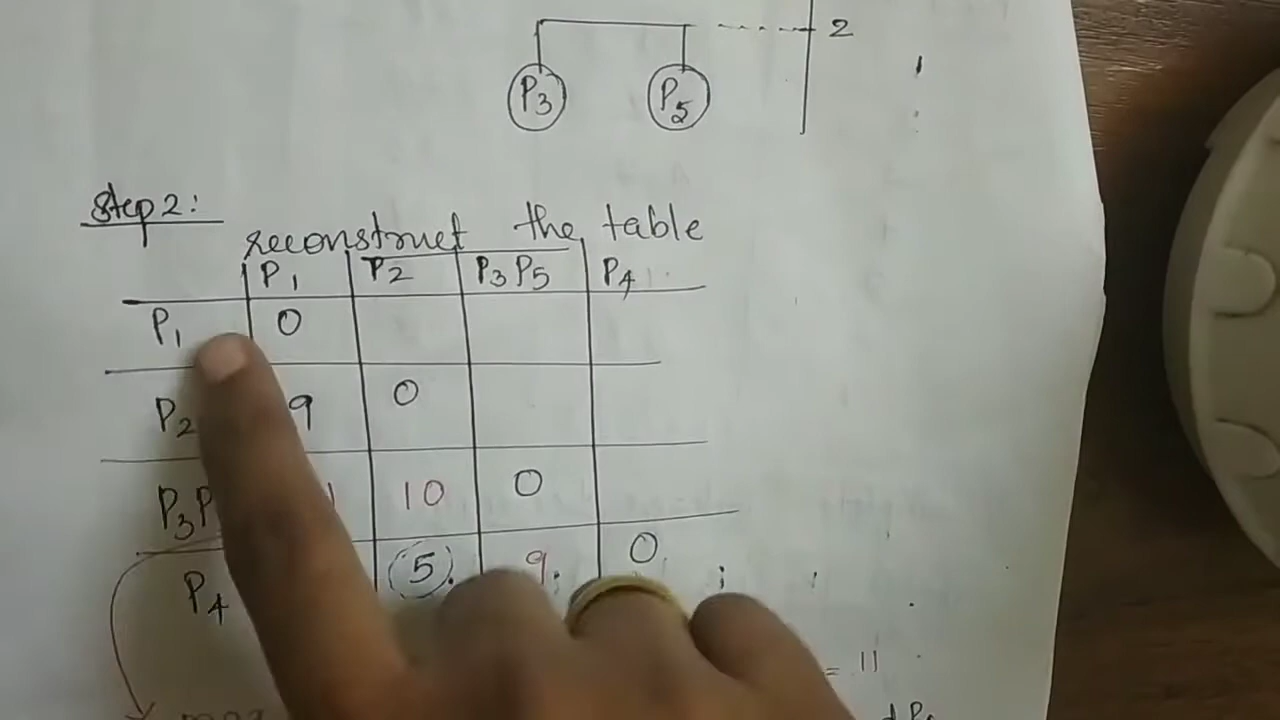 2
P3 P5
Step 2:
reconstruct the table
P1 P2 P3 P5 P4
P1 0
P2 9 0
P3 10 0
P4 5 9 0
= 11